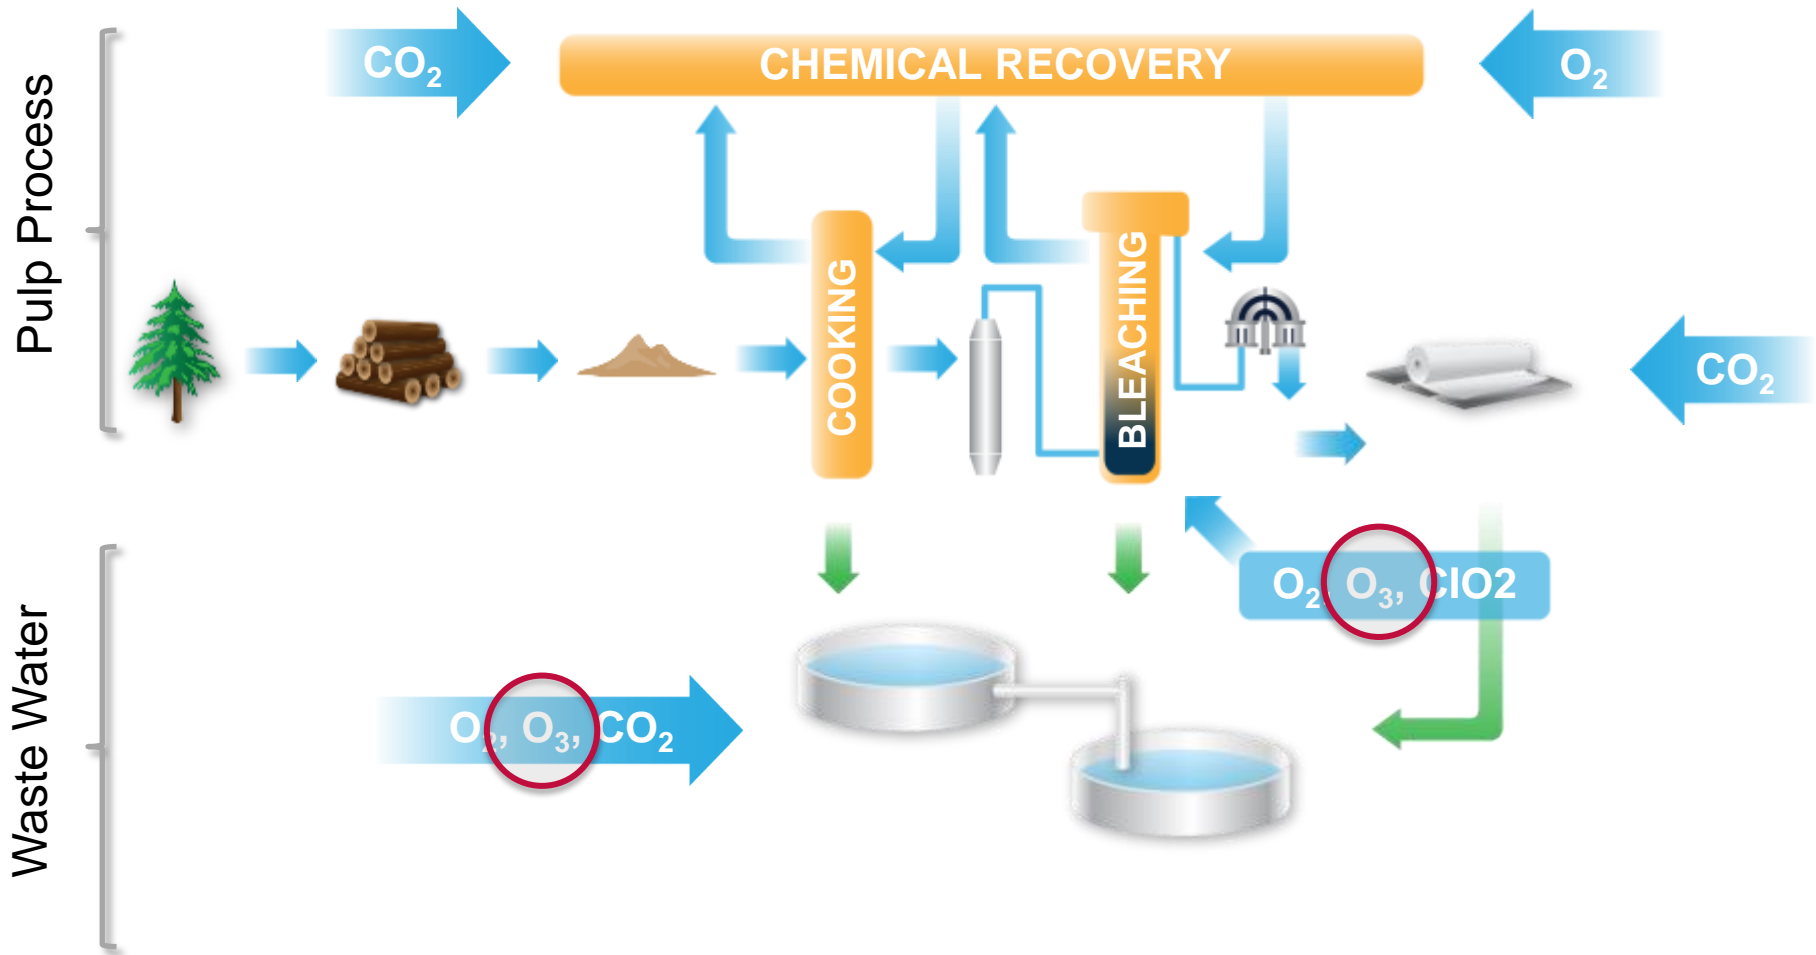 Pulp Process
CO₂
CHEMICAL RECOVERY
O₂
COOKING
BLEACHING
CO₂
Waste Water
O₂, O₃, ClO2
O₂, O₃, CO₂